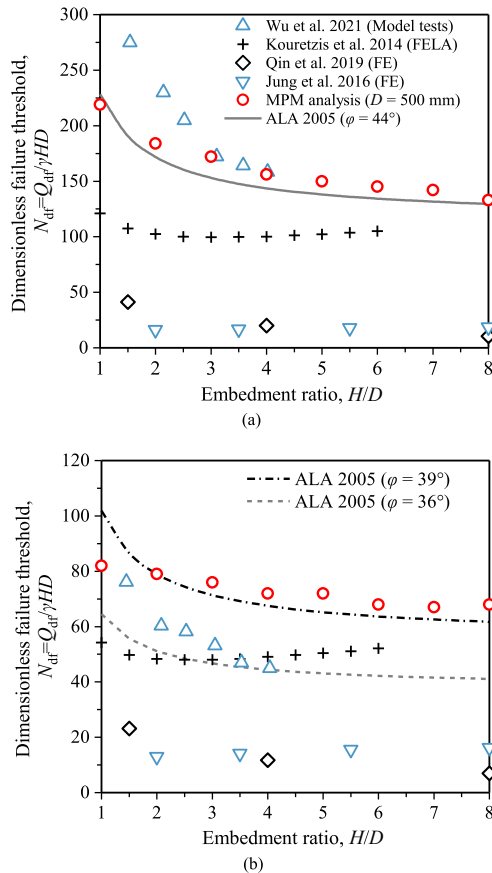 (a)
300
250
200
150
100
50
0
Dimensionless failure threshold,
N_df=Q_df/γHD
Wu et al. 2021 (Model tests)
Kouretzis et al. 2014 (FELA)
Qin et al. 2019 (FE)
Jung et al. 2016 (FE)
MPM analysis (D = 500 mm)
ALA 2005 (φ = 44°)
1 2 3 4 5 6 7 8
Embedment ratio, H/D
(a)
120
100
80
60
40
20
0
Dimensionless failure threshold,
N_df=Q_df/γHD
ALA 2005 (φ = 39°)
ALA 2005 (φ = 36°)
1 2 3 4 5 6 7 8
Embedment ratio, H/D
(b)